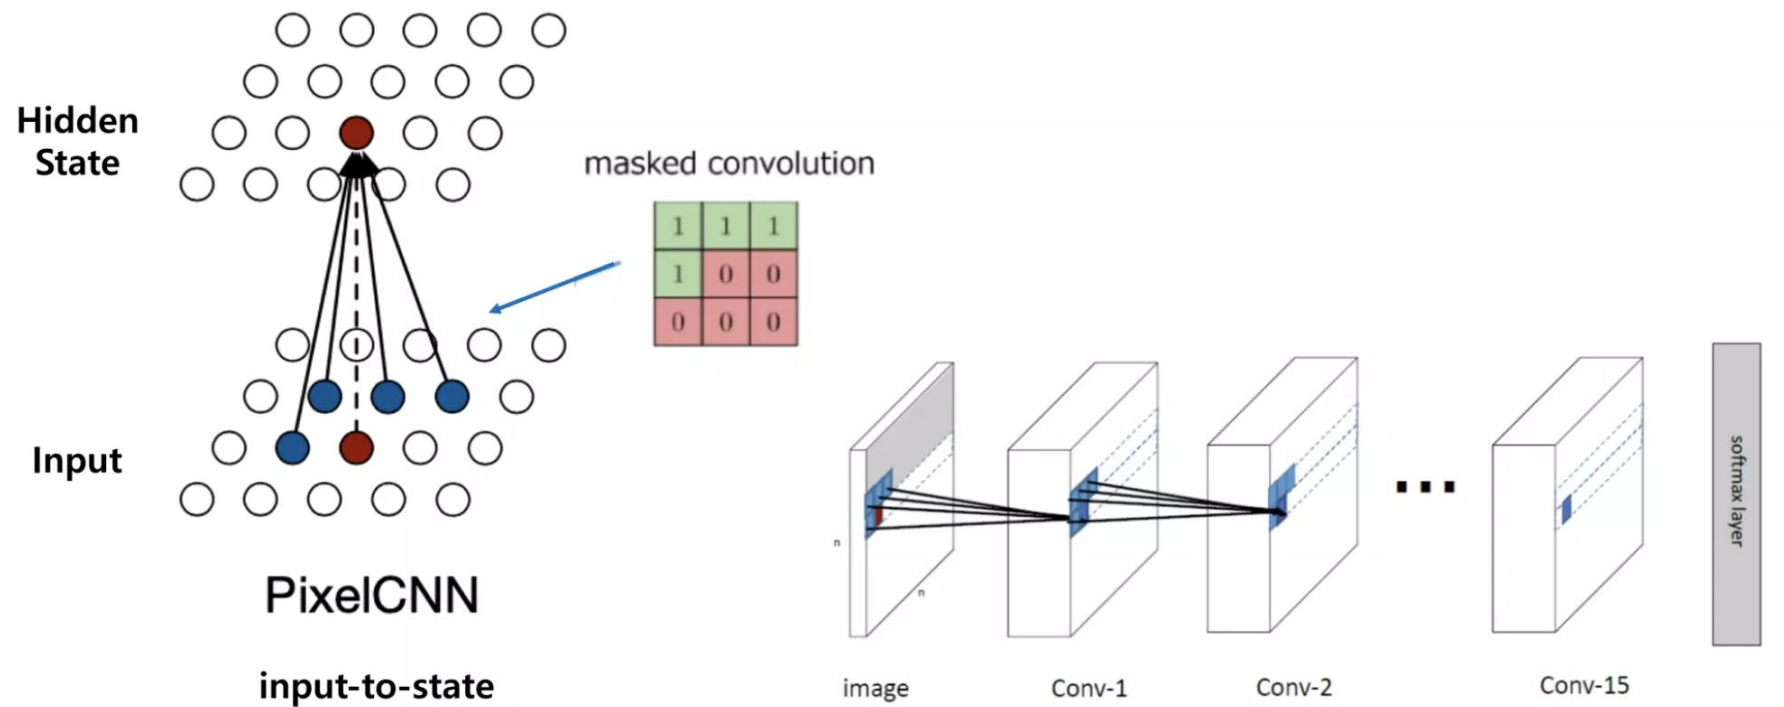 Hidden
State
Input
PixelCNN
input-to-state
masked convolution
1 1 1
1 0 0
0 0 0
n
n
image
Conv-1
Conv-2
...
Conv-15
softmax layer